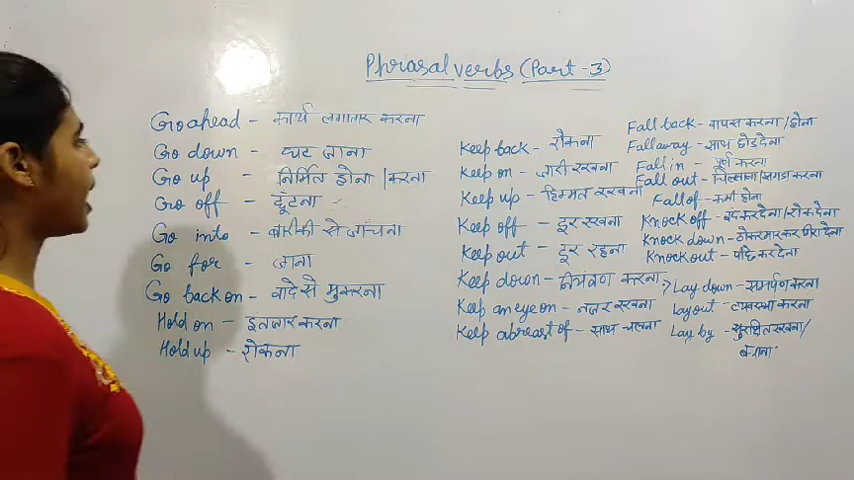 Phrasal verbs (Part-3)
Go ahead - कार्य लगातार करना
Go down - घट जाना
Go up - निर्मित होना / करना
Go off - छूटना
Go into - बारीकी से जाँचना
Go for - जाना
Go back on - वादे से मुकरना
Hold on - इतजार करना
Hold up - रोकना
Keep back - रोकना
Keep on - जारी रखना
Keep up - हिम्मत रखना
Keep off - दूर रखना
Keep out - दूर रहना
Keep down - नियंत्रण करना
Keep an eye on - नजर रखना
Keep abreast of - साथ चलना
Fall back - वापस करना / होना
Fall away - साथ छोड़ देना
Fall in - पूर्ण करना
Fall out - चिल्लाना / झगडा करना
Fall of - कमी होना
Knock off - बंद कर देना / रोक देना
Knock down - ठोकर मारकर गिरा देना
Knock out - देना
Lay down - समर्पण करना
Lay out - व्यवस्था करना
Lay by - सुरक्षित रखना /
बचाना